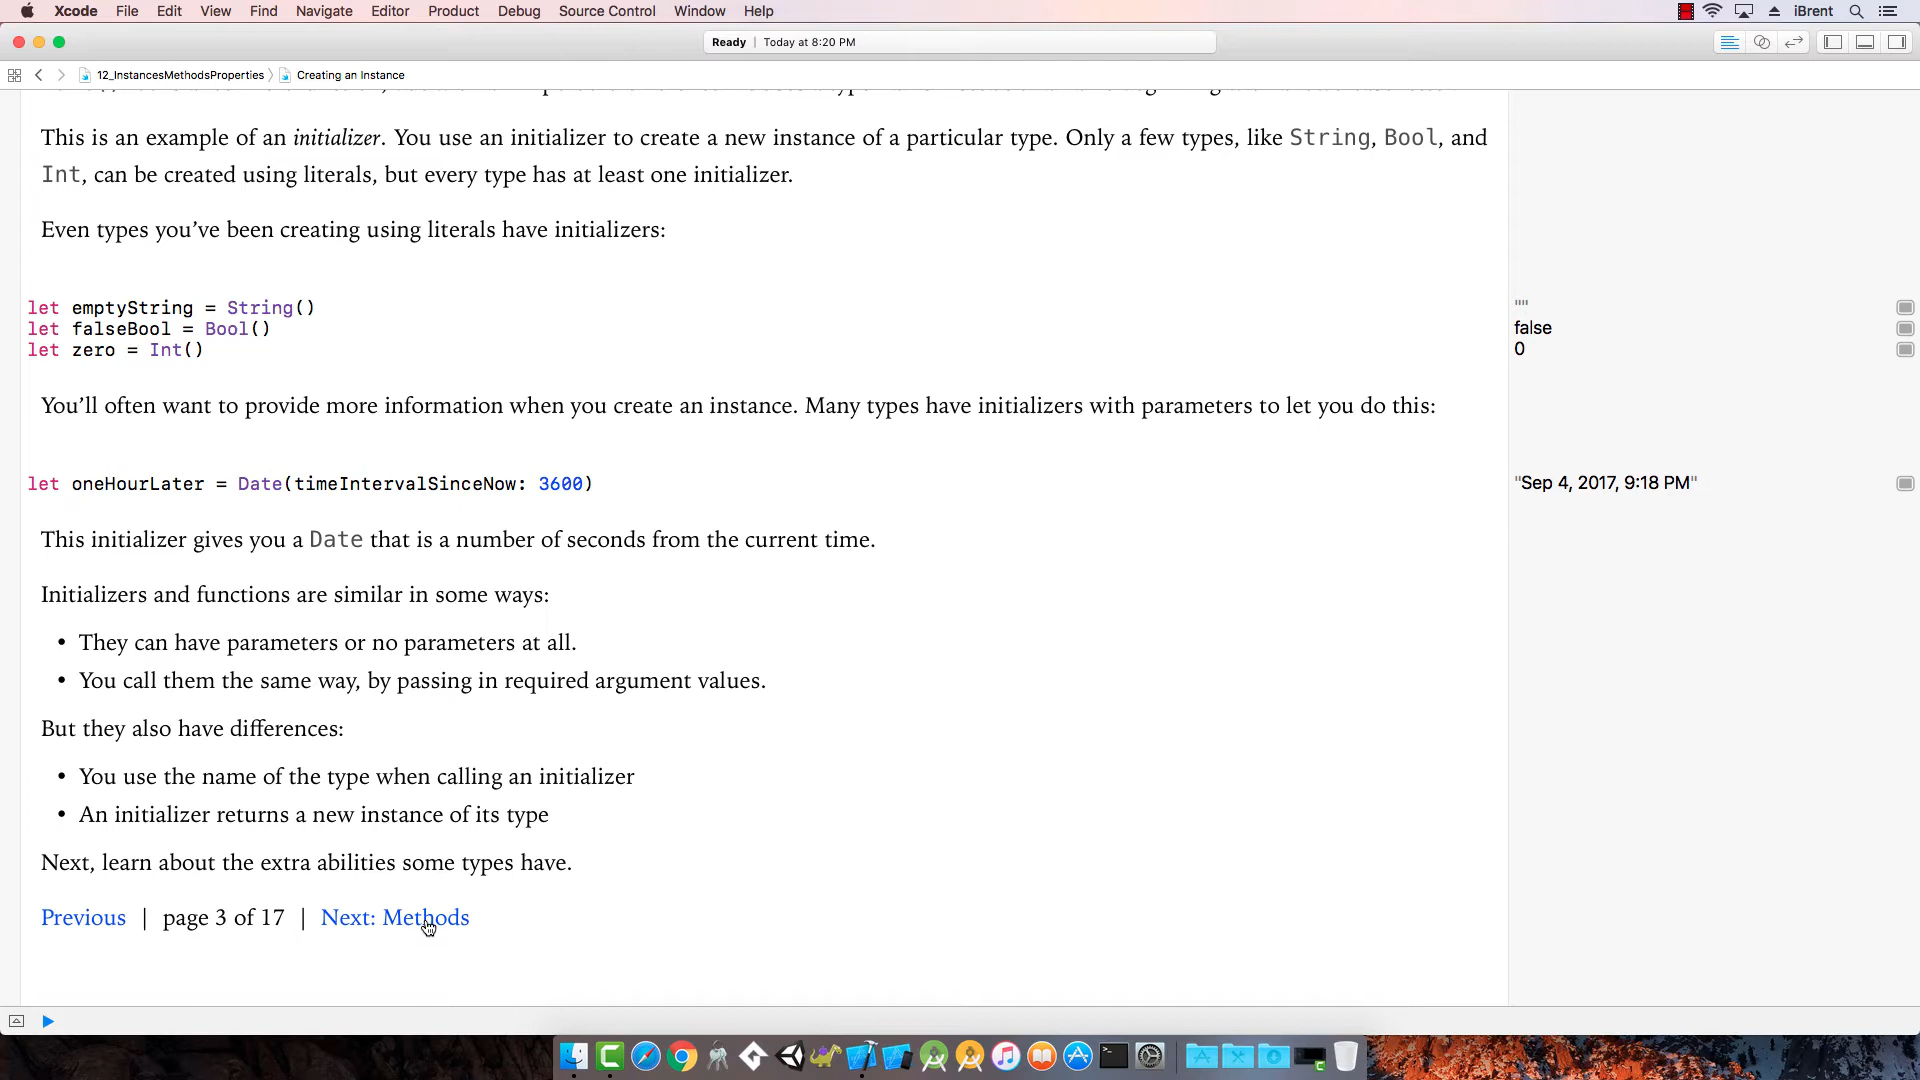 Xcode File Edit View Find Navigate Editor Product Debug Source Control Window Help iBrent
Ready | Today at 8:20 PM
12_InstancesMethodsProperties Creating an Instance
This is an example of an initializer. You use an initializer to create a new instance of a particular type. Only a few types, like String, Bool, and
Int, can be created using literals, but every type has at least one initializer.
Even types you’ve been creating using literals have initializers:
let emptyString = String() ""
let falseBool = Bool() false
let zero = Int() 0
You’ll often want to provide more information when you create an instance. Many types have initializers with parameters to let you do this:
let oneHourLater = Date(timeIntervalSinceNow: 3600) "Sep 4, 2017, 9:18 PM"
This initializer gives you a Date that is a number of seconds from the current time.
Initializers and functions are similar in some ways:
• They can have parameters or no parameters at all.
• You call them the same way, by passing in required argument values.
But they also have differences:
• You use the name of the type when calling an initializer
• An initializer returns a new instance of its type
Next, learn about the extra abilities some types have.
Previous | page 3 of 17 | Next: Methods